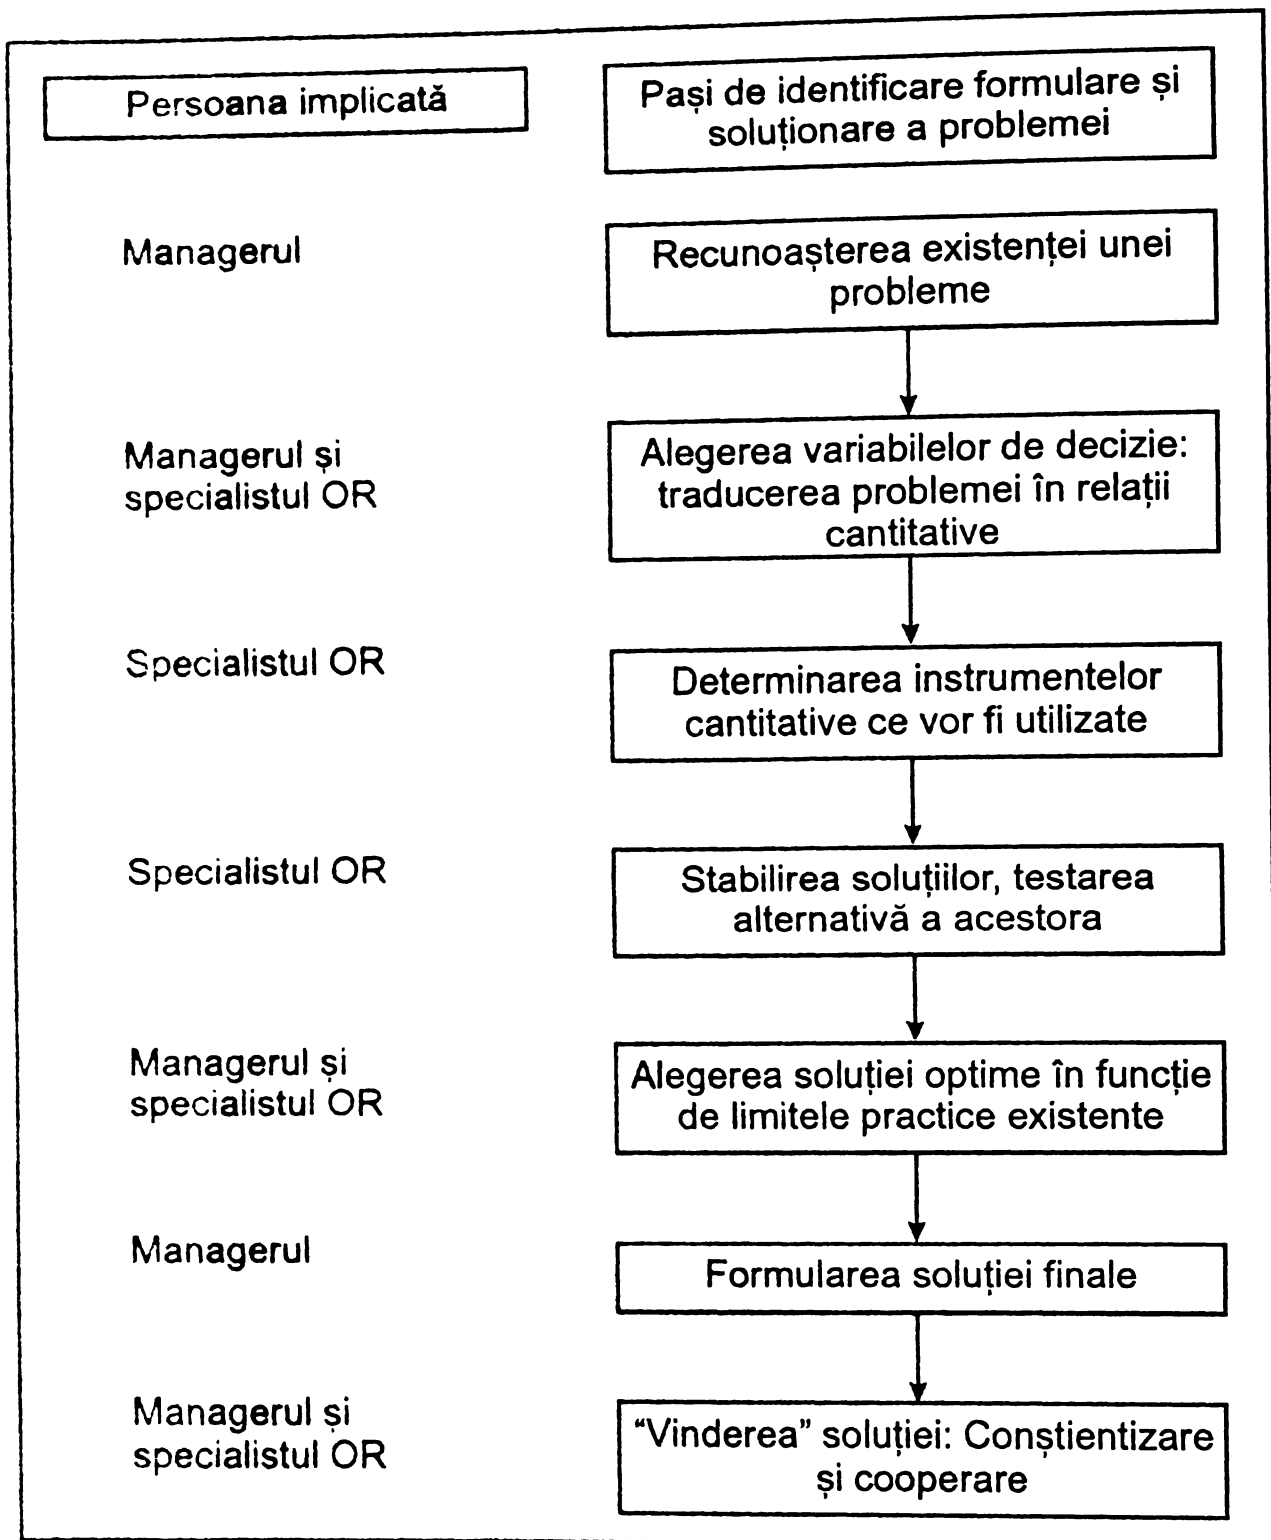 Persoana implicată
Pași de identificare formulare și
soluționare a problemei
Managerul
Recunoașterea existenței unei
probleme
Managerul și
specialistul OR
Alegerea variabilelor de decizie:
traducerea problemei în relații
cantitative
Specialistul OR
Determinarea instrumentelor
cantitative ce vor fi utilizate
Specialistul OR
Stabilirea soluțiilor, testarea
alternativă a acestora
Managerul și
specialistul OR
Alegerea soluției optime în funcție
de limitele practice existente
Managerul
Formularea soluției finale
Managerul și
specialistul OR
“Vinderea” soluției: Conștientizare
și cooperare